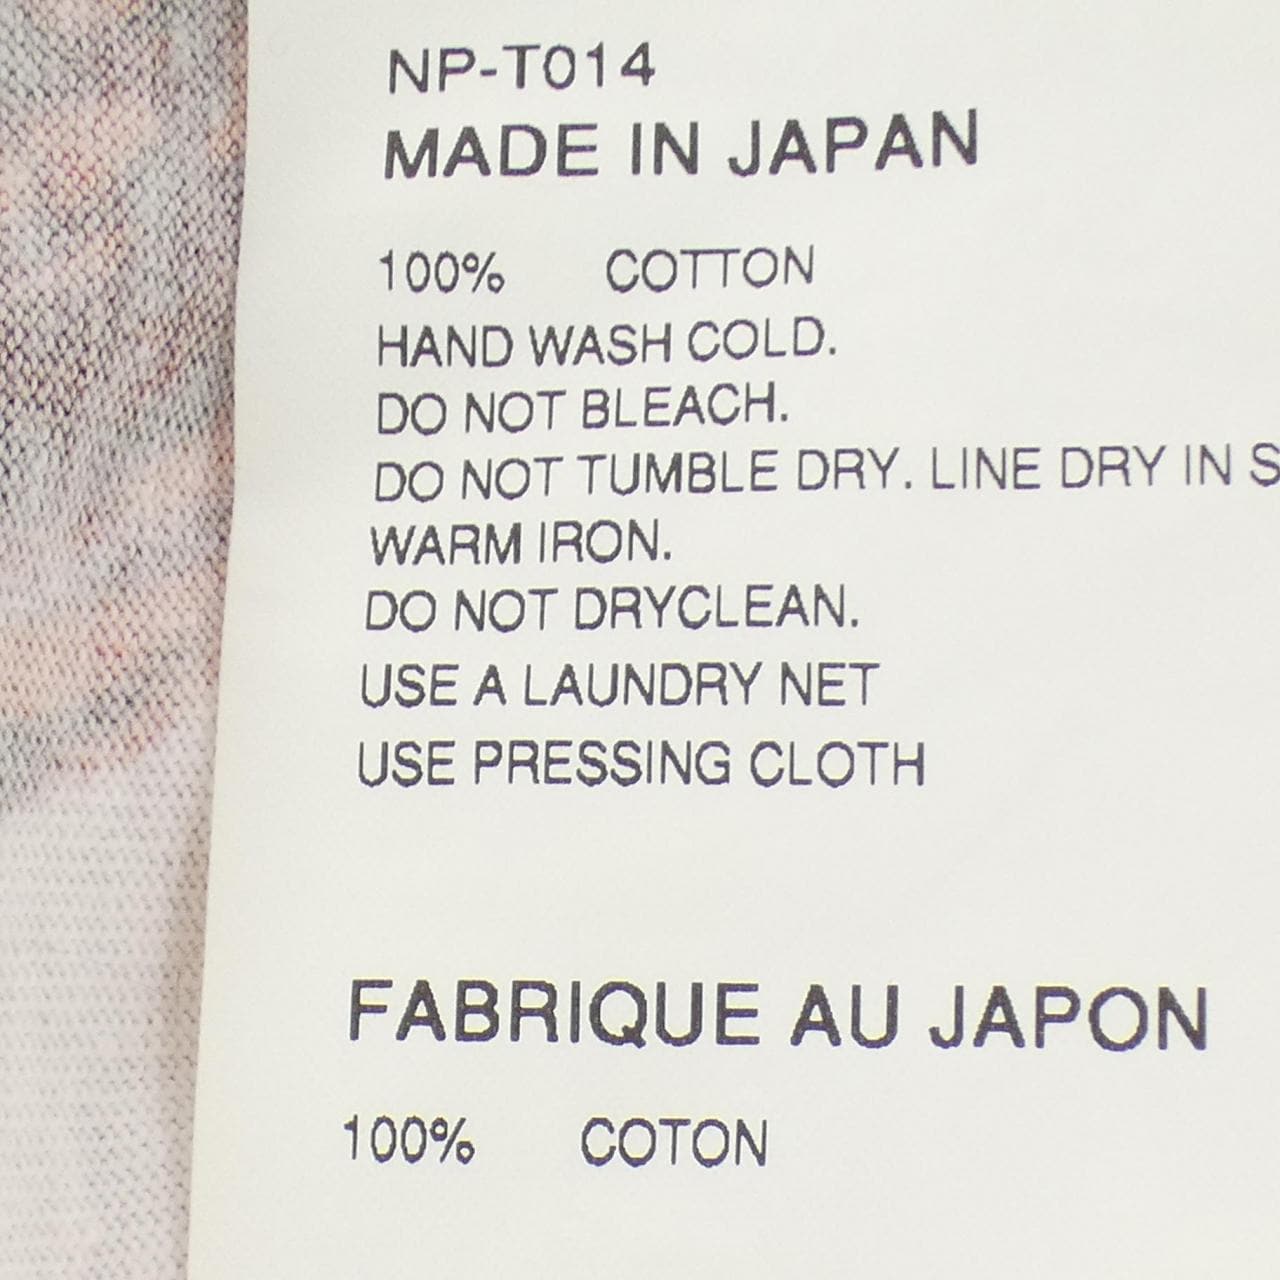 NP-T014
MADE IN JAPAN
100% COTTON
HAND WASH COLD.
DO NOT BLEACH.
DO NOT TUMBLE DRY. LINE DRY IN
WARM IRON.
DO NOT DRYCLEAN.
USE A LAUNDRY NET
USE PRESSING CLOTH
FABRIQUE AU JAPON
100% COTON